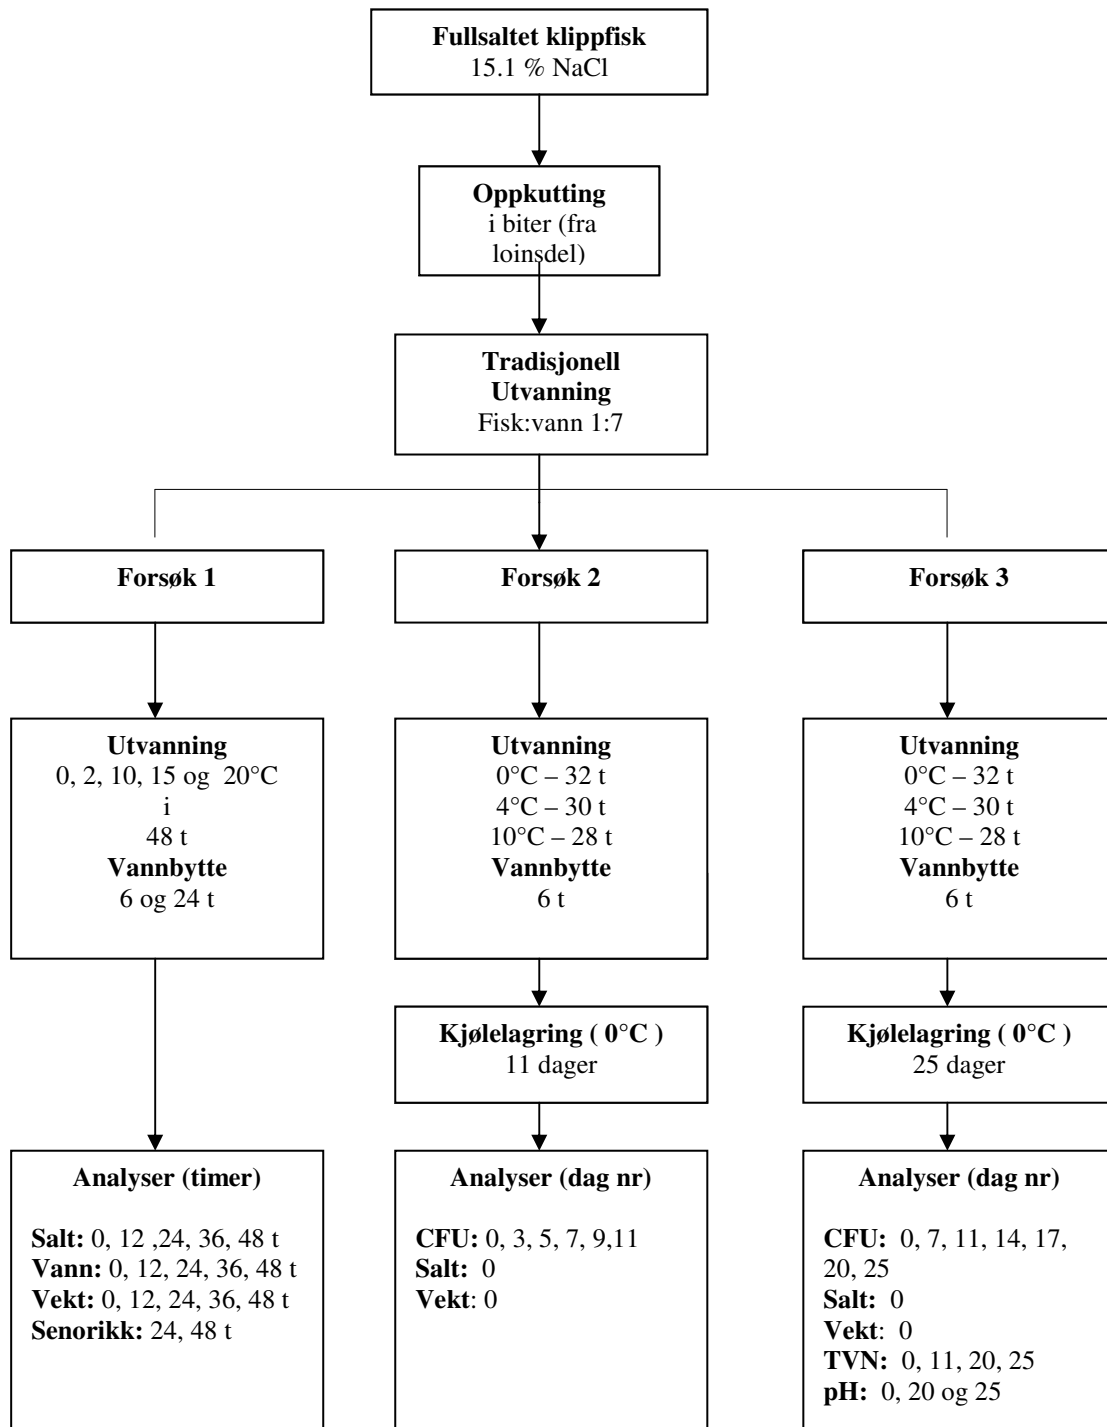 Fullsaltet klippfisk
15.1 % NaCl
Oppkutting
i biter (fra
loinsdel)
Tradisjonell
Utvanning
Fisk:vann 1:7
Forsøk 1
Forsøk 2
Forsøk 3
Utvanning
0, 2, 10, 15 og 20°C
i
48 t
Vannbytte
6 og 24 t
Utvanning
0°C – 32 t
4°C – 30 t
10°C – 28 t
Vannbytte
6 t
Utvanning
0°C – 32 t
4°C – 30 t
10°C – 28 t
Vannbytte
6 t
Kjølelagring ( 0°C )
11 dager
Kjølelagring ( 0°C )
25 dager
Analyser (timer)
Salt: 0, 12 ,24, 36, 48 t
Vann: 0, 12, 24, 36, 48 t
Vekt: 0, 12, 24, 36, 48 t
Senorikk: 24, 48 t
Analyser (dag nr)
CFU: 0, 3, 5, 7, 9,11
Salt: 0
Vekt: 0
Analyser (dag nr)
CFU: 0, 7, 11, 14, 17,
20, 25
Salt: 0
Vekt: 0
TVN: 0, 11, 20, 25
pH: 0, 20 og 25